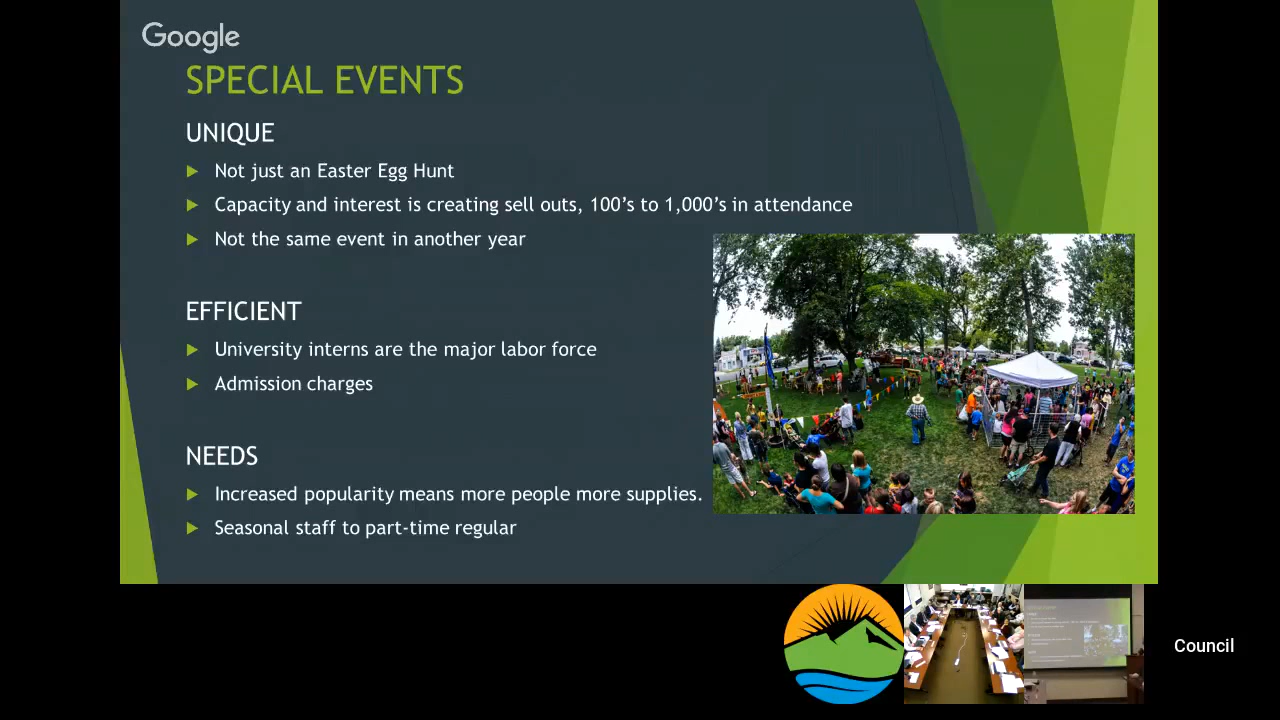 Google
SPECIAL EVENTS
UNIQUE
Not just an Easter Egg Hunt
Capacity and interest is creating sell outs, 100's to 1,000's in attendance
Not the same event in another year
EFFICIENT
University interns are the major labor force
Admission charges
NEEDS
Increased popularity means more people more supplies.
Seasonal staff to part-time regular
Council